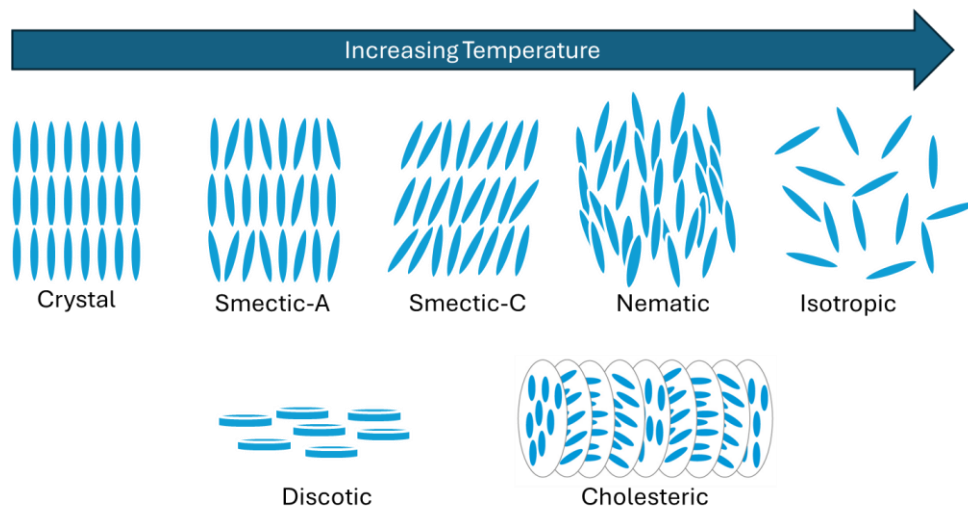 Increasing Temperature
Crystal
Smectic-A
Smectic-C
Nematic
Isotropic
Discotic
Cholesteric